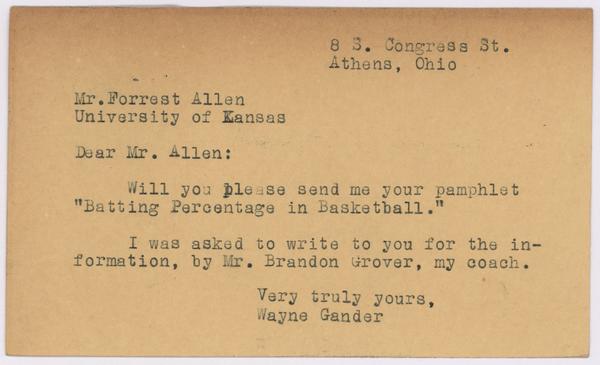 8 S. Congress St.
Athens, Ohio
Mr.Forrest Allen
University of Kansas
Dear Mr. Allen:
Will you please send me your pamphlet
"Batting Percentage in Basketball."
I was asked to write to you for the in-
formation, by Mr. Brandon Grover, my coach.
Very truly yours,
Wayne Gander